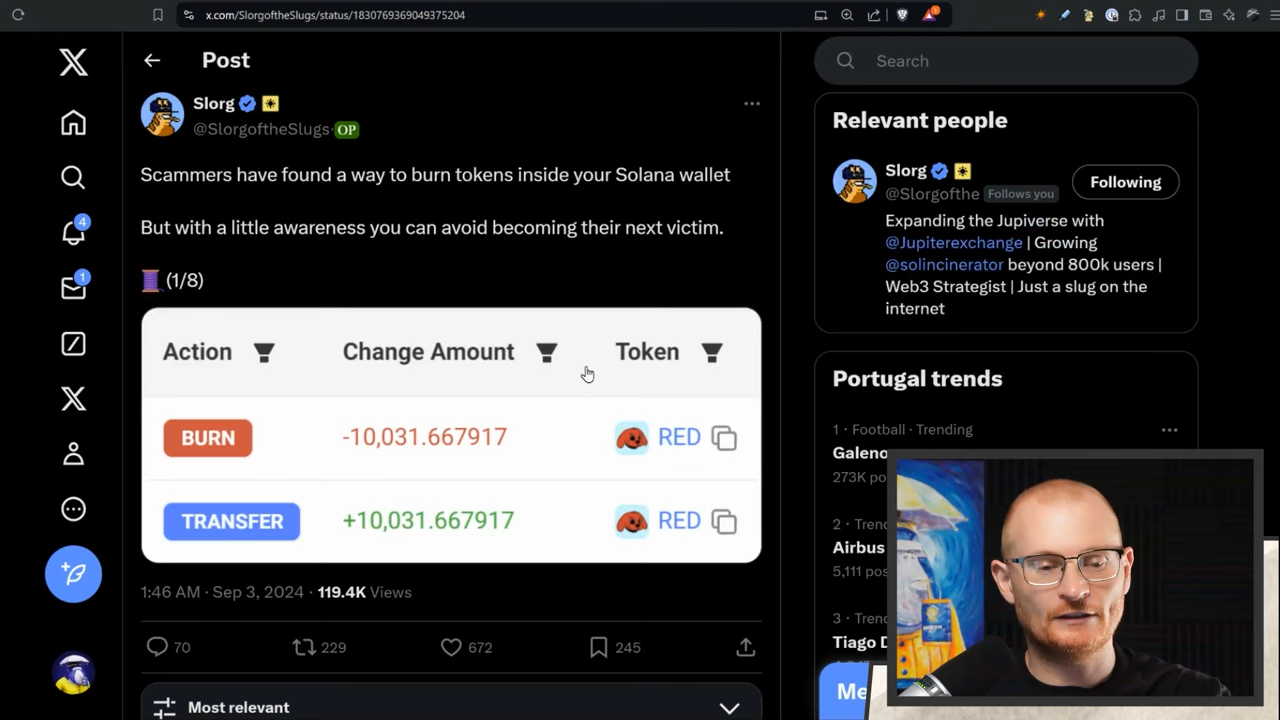 x.com/SlorgoftheSlugs/status/1830769369049375504
Post
Slorg
@SlorgoftheSlugs OP
Scammers have found a way to burn tokens inside your Solana wallet
But with a little awareness you can avoid becoming their next victim.
(1/8)
Action Change Amount Token
BURN -10,031.667917 RED
TRANSFER +10,031.667917 RED
1:46 AM · Sep 3, 2024 · 119.4K Views
70 229 672 245
Most relevant
4
1
Search
Relevant people
Slorg
@Slorgofthe Follows you
Following
Expanding the Jupiverse with
@Jupiterexchange | Growing
@solincinerator beyond 800k users |
Web3 Strategist | Just a slug on the
internet
Portugal trends
1 · Football · Trending
Galeno
273K po
2 · Tren
Airbus
5,111 pos
3 · Tren
Tiago D
Me